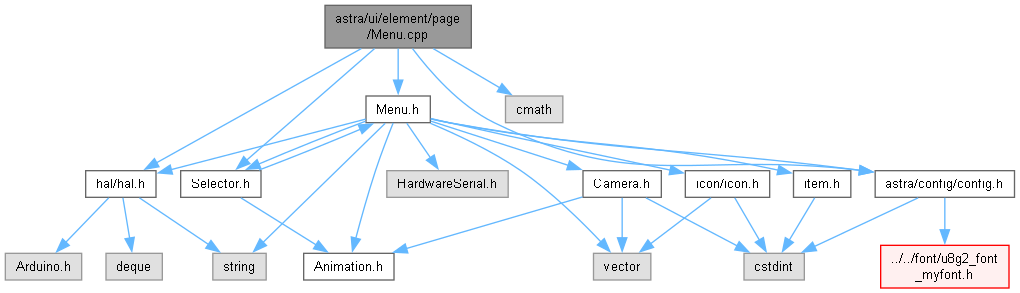 astra/ui/element/page
/Menu.cpp
Menu.h
cmath
hal/hal.h
Selector.h
HardwareSerial.h
Camera.h
icon/icon.h
item.h
astra/config/config.h
Arduino.h
deque
string
Animation.h
vector
cstdint
../../font/u8g2_font
_myfont.h